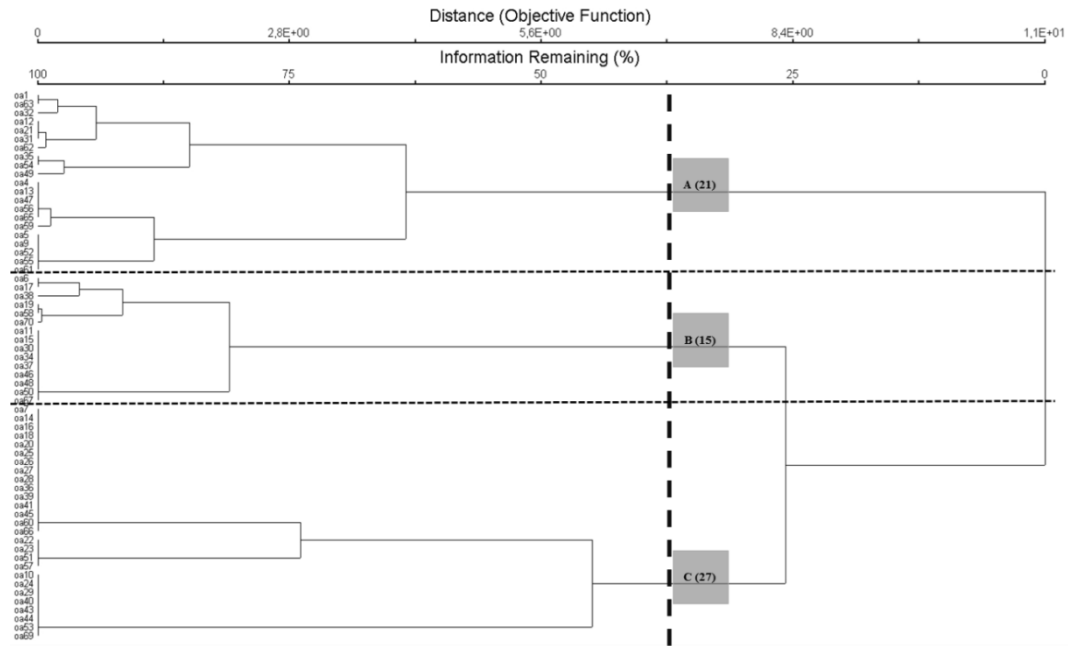 Distance (Objective Function)
0 2,8E+00 5,6E+00 8,4E+00 1,1E+01
Information Remaining (%)
100 75 50 25 0
oa1
oa63
oa32
oa12
oa21
oa31
oa62
oa35
oa54
oa49
oa4
oa13
oa47
oa56
oa65
oa59
oa5
oa9
oa52
oa55
oa61
A (21)
oa6
oa17
oa38
oa19
oa58
oa70
oa11
oa15
oa30
oa34
oa37
oa46
oa48
oa50
oa67
B (15)
oa7
oa14
oa16
oa18
oa20
oa25
oa26
oa27
oa28
oa36
oa39
oa41
oa45
oa60
oa66
oa22
oa23
oa51
oa57
oa10
oa24
oa29
oa40
oa43
oa44
oa53
oa69
C (27)